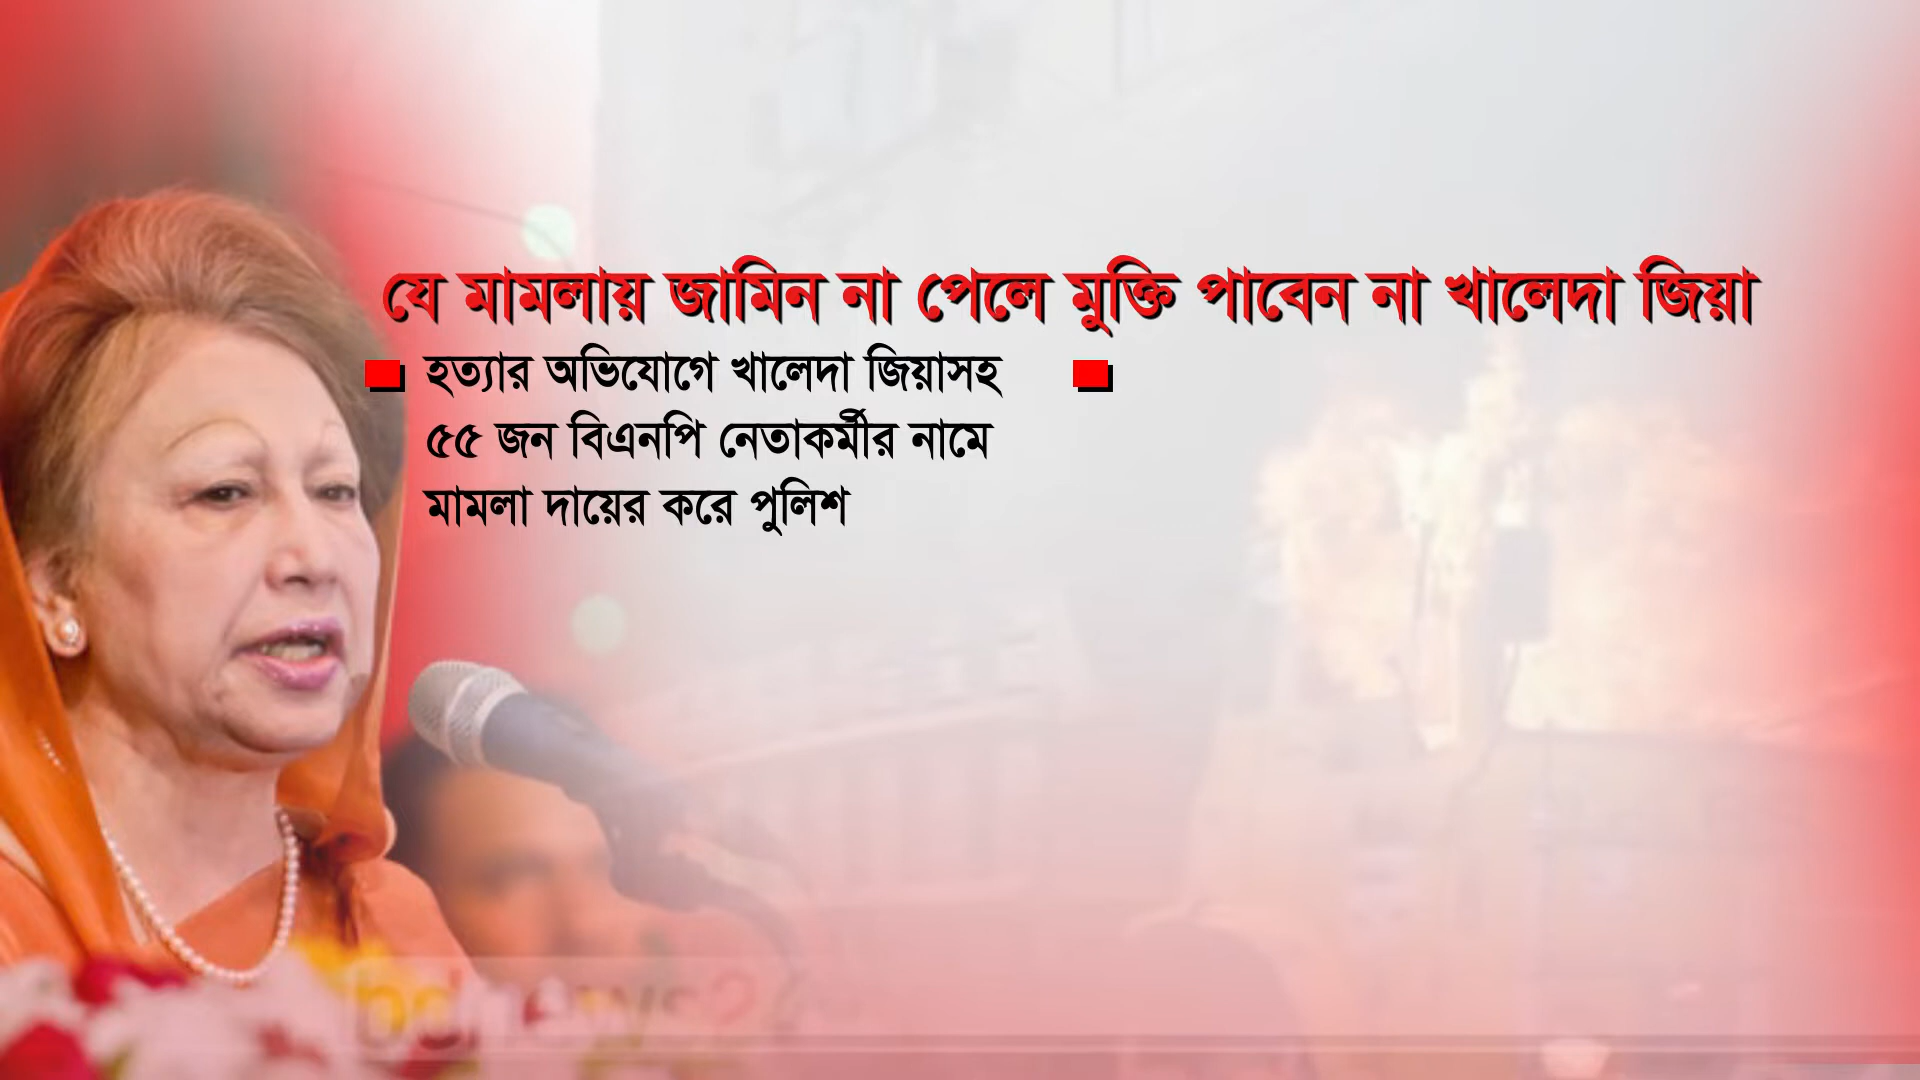 যে মামলায় জামিন না পেলে মুক্তি পাবেন না খালেদা জিয়া
হত্যার অভিযোগে খালেদা জিয়াসহ
৫৫ জন বিএনপি নেতাকর্মীর নামে
মামলা দায়ের করে পুলিশ